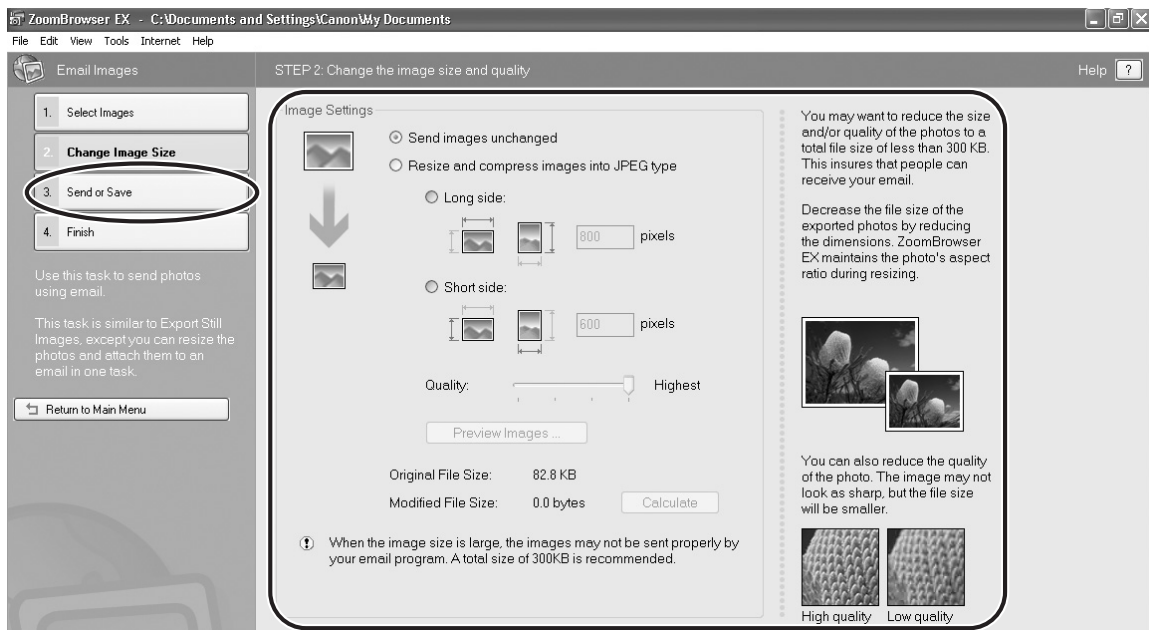 ZoomBrowser EX - C:\Documents and Settings\Canon\My Documents
File Edit View Tools Internet Help
Email Images
STEP 2: Change the image size and quality
Help ?
1. Select Images
2. Change Image Size
3. Send or Save
4. Finish
Use this task to send photos
using email.
This task is similar to Export Still
Images, except you can resize the
photos and attach them to an
email in one task.
Return to Main Menu
Image Settings
Send images unchanged
Resize and compress images into JPEG type
Long side:
800 pixels
Short side:
600 pixels
Quality: Highest
Preview Images ...
Original File Size: 82.8 KB
Modified File Size: 0.0 bytes Calculate
When the image size is large, the images may not be sent properly by
your email program. A total size of 300KB is recommended.
You may want to reduce the size
and/or quality of the photos to a
total file size of less than 300 KB.
This insures that people can
receive your email.
Decrease the file size of the
exported photos by reducing
the dimensions. ZoomBrowser
EX maintains the photo's aspect
ratio during resizing.
You can also reduce the quality
of the photo. The image may not
look as sharp, but the file size
will be smaller.
High quality Low quality